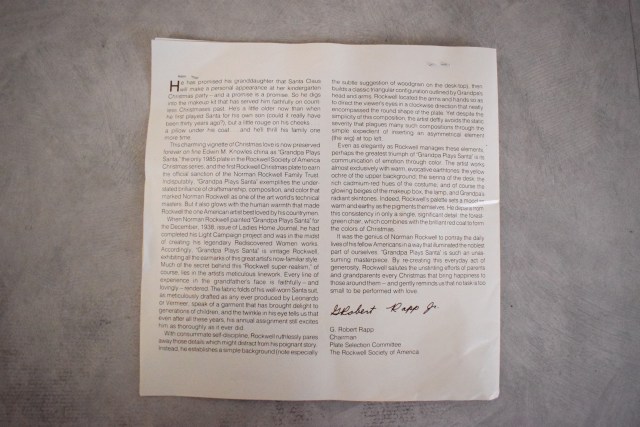 He has promised his granddaughter that Santa Claus
will make a personal appearance at her kindergarten
Christmas party – and a promise is a promise. So he digs
into the makeup kit that has served him faithfully on count-
less Christmases past. He's a little older now than when
he first played Santa for his own son (could it really have
been thirty years ago?), but a little rouge on his cheeks...
a pillow under his coat... and he'll thrill his family one
more time.
This charming vignette of Christmas love is now preserved
forever on fine Edwin M. Knowles china as "Grandpa Plays
Santa," the only 1985 plate in the Rockwell Society of America
Christmas series, and the first Rockwell Christmas plate to earn
the official sanction of the Norman Rockwell Family Trust.
Indisputably, "Grandpa Plays Santa" exemplifies the under-
stated brilliance of draftsmanship, composition, and color that
marked Norman Rockwell as one of the art world's technical
masters. But it also glows with the human warmth that made
Rockwell the one American artist best loved by his countrymen.
When Norman Rockwell painted "Grandpa Plays Santa" for
the December, 1939, issue of Ladies Home Journal, he had
completed his Light Campaign project and was in the midst
of creating his legendary Rediscovered Women works.
Accordingly, "Grandpa Plays Santa" is vintage Rockwell,
exhibiting all the earmarks of this great artist's now-familiar style.
Much of the secret behind this "Rockwell super-realism," of
course, lies in the artist's meticulous linework. Every line of
experience in the grandfather's face is faithfully – and
lovingly – rendered. The fabric folds of his well-worn Santa suit,
as meticulously drafted as any ever produced by Leonardo
or Vermeer, speak of a garment that has brought delight to
generations of children, and the twinkle in his eye tells us that
even after all these years, his annual assignment still excites
him as thoroughly as it ever did.
With consummate self-discipline, Rockwell ruthlessly pares
away those details which might distract from his poignant story.
Instead, he establishes a simple background (note especially
the subtle suggestion of woodgrain on the desktop), then
builds a classic triangular configuration outlined by Grandpa's
head and arms. Rockwell located the arms and hands so as
to direct the viewer's eyes in a clockwise direction that neatly
encompassed the round shape of the plate. Yet despite the
simplicity of this composition, the artist deftly avoids the static
severity that plagues many such compositions through the
simple expedient of inserting an asymmetrical element
(the wig) at top left.
Even as elegantly as Rockwell manages these elements,
perhaps the greatest triumph of "Grandpa Plays Santa" is its
communication of emotion through color. The artist works
almost exclusively with warm, evocative earthtones: the yellow
ochre of the upper background; the sienna of the desk; the
rich cadmium-red hues of the costume; and of course the
glowing beiges of the makeup box, the lamp, and Grandpa's
radiant skintones. Indeed, Rockwell's palette sets a mood as
warm and earthy as the pigments themselves. He deviates from
this consistency in only a single, significant detail: the forest-
green chair, which combines with the brilliant red coat to form
the colors of Christmas.
It was the genius of Norman Rockwell to portray the daily
lives of his fellow Americans in a way that illuminated the noblest
part of ourselves. "Grandpa Plays Santa" is such an unas-
suming masterpiece. By re-creating this everyday act of
generosity, Rockwell salutes the unstinting efforts of parents
and grandparents every Christmas that bring happiness to
those around them – and gently reminds us that no task is too
small to be performed with love.
G. Robert Rapp Jr.
G. Robert Rapp
Chairman
Plate Selection Committee
The Rockwell Society of America